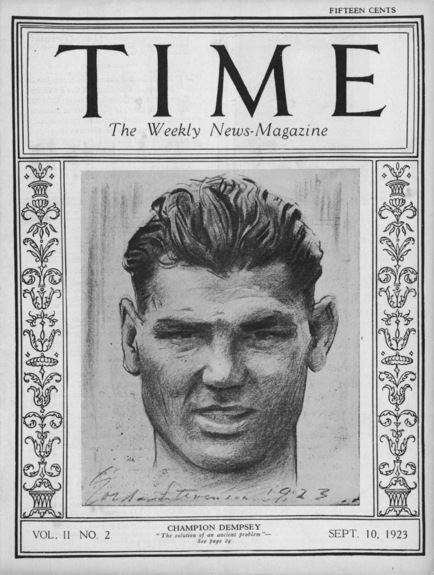 FIFTEEN CENTS
TIME
The Weekly News-Magazine
Gordon Stevenson 1923
VOL. II NO. 2
CHAMPION DEMPSEY
"The solution of an ancient problem"—
See page 24
SEPT. 10, 1923